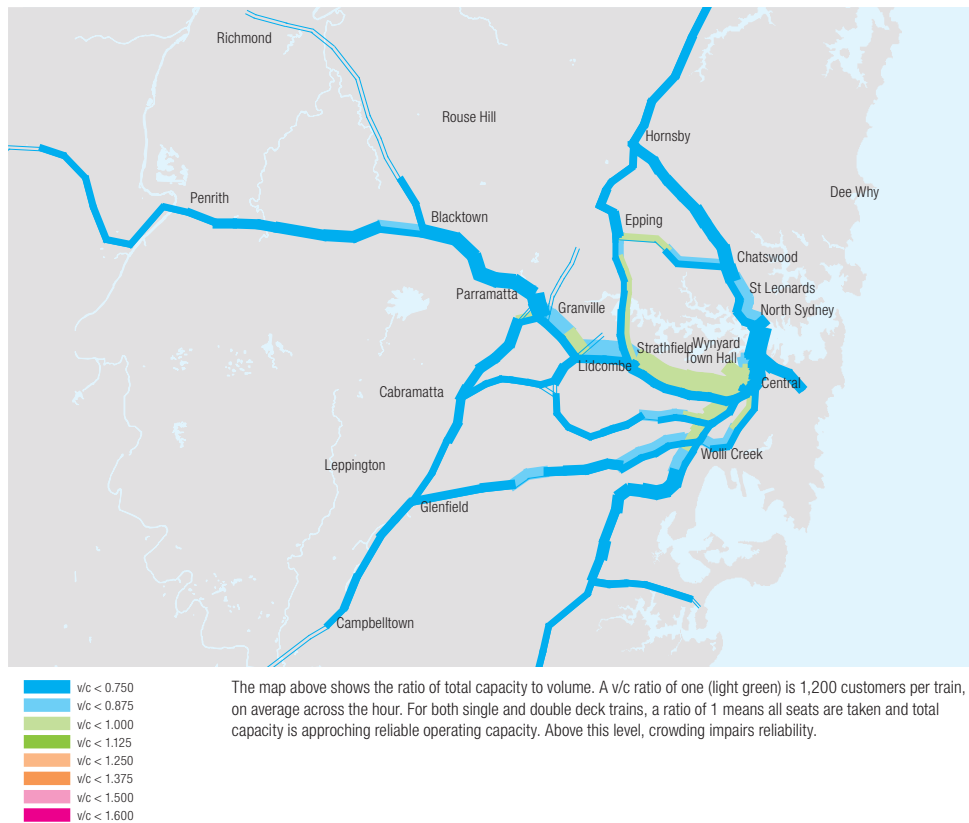 Richmond
Rouse Hill
Hornsby
Dee Why
Penrith
Blacktown
Epping
Chatswood
St Leonards
Parramatta
Granville
North Sydney
Strathfield
Wynyard
Town Hall
Lidcombe
Central
Cabramatta
Wolli Creek
Leppington
Glenfield
Campbelltown
v/c < 0.750
v/c < 0.875
v/c < 1.000
v/c < 1.125
v/c < 1.250
v/c < 1.375
v/c < 1.500
v/c < 1.600
The map above shows the ratio of total capacity to volume. A v/c ratio of one (light green) is 1,200 customers per train,
on average across the hour. For both single and double deck trains, a ratio of 1 means all seats are taken and total
capacity is approching reliable operating capacity. Above this level, crowding impairs reliability.